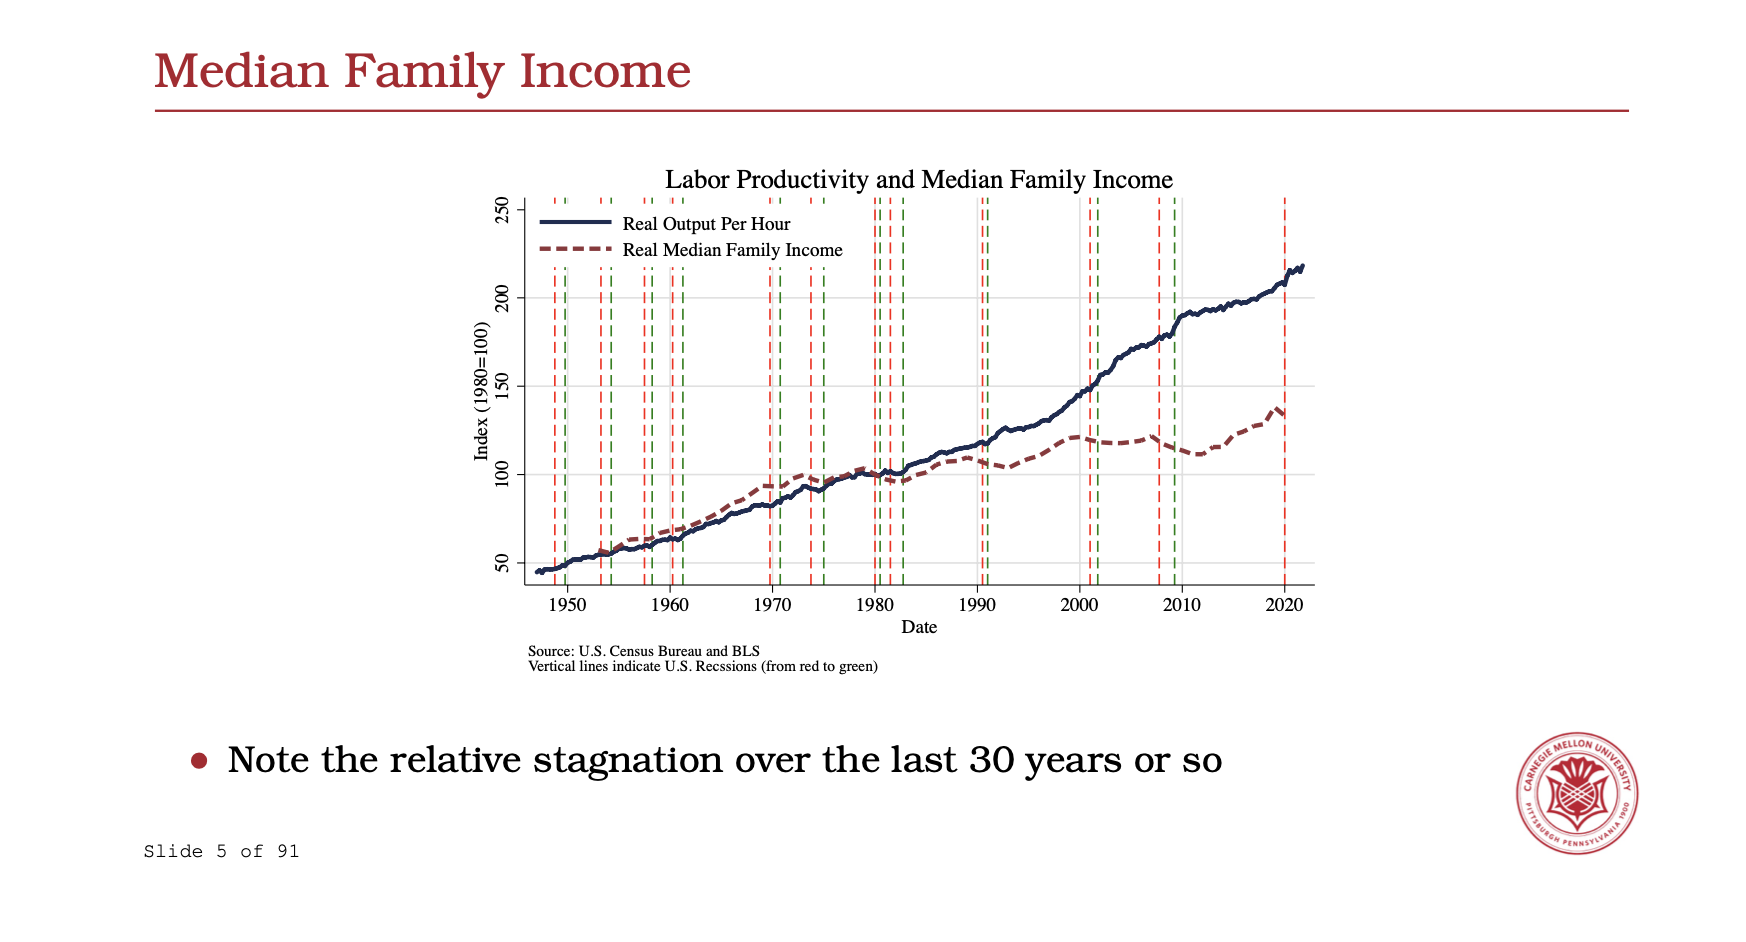 Median Family Income
Labor Productivity and Median Family Income
Real Output Per Hour
Real Median Family Income
Index (1980=100)
250
200
150
100
50
1950 1960 1970 1980 1990 2000 2010 2020
Date
Source: U.S. Census Bureau and BLS
Vertical lines indicate U.S. Recssions (from red to green)
Note the relative stagnation over the last 30 years or so
CARNEGIE MELLON UNIVERSITY
PITTSBURGH PENNSYLVANIA 1900
Slide 5 of 91